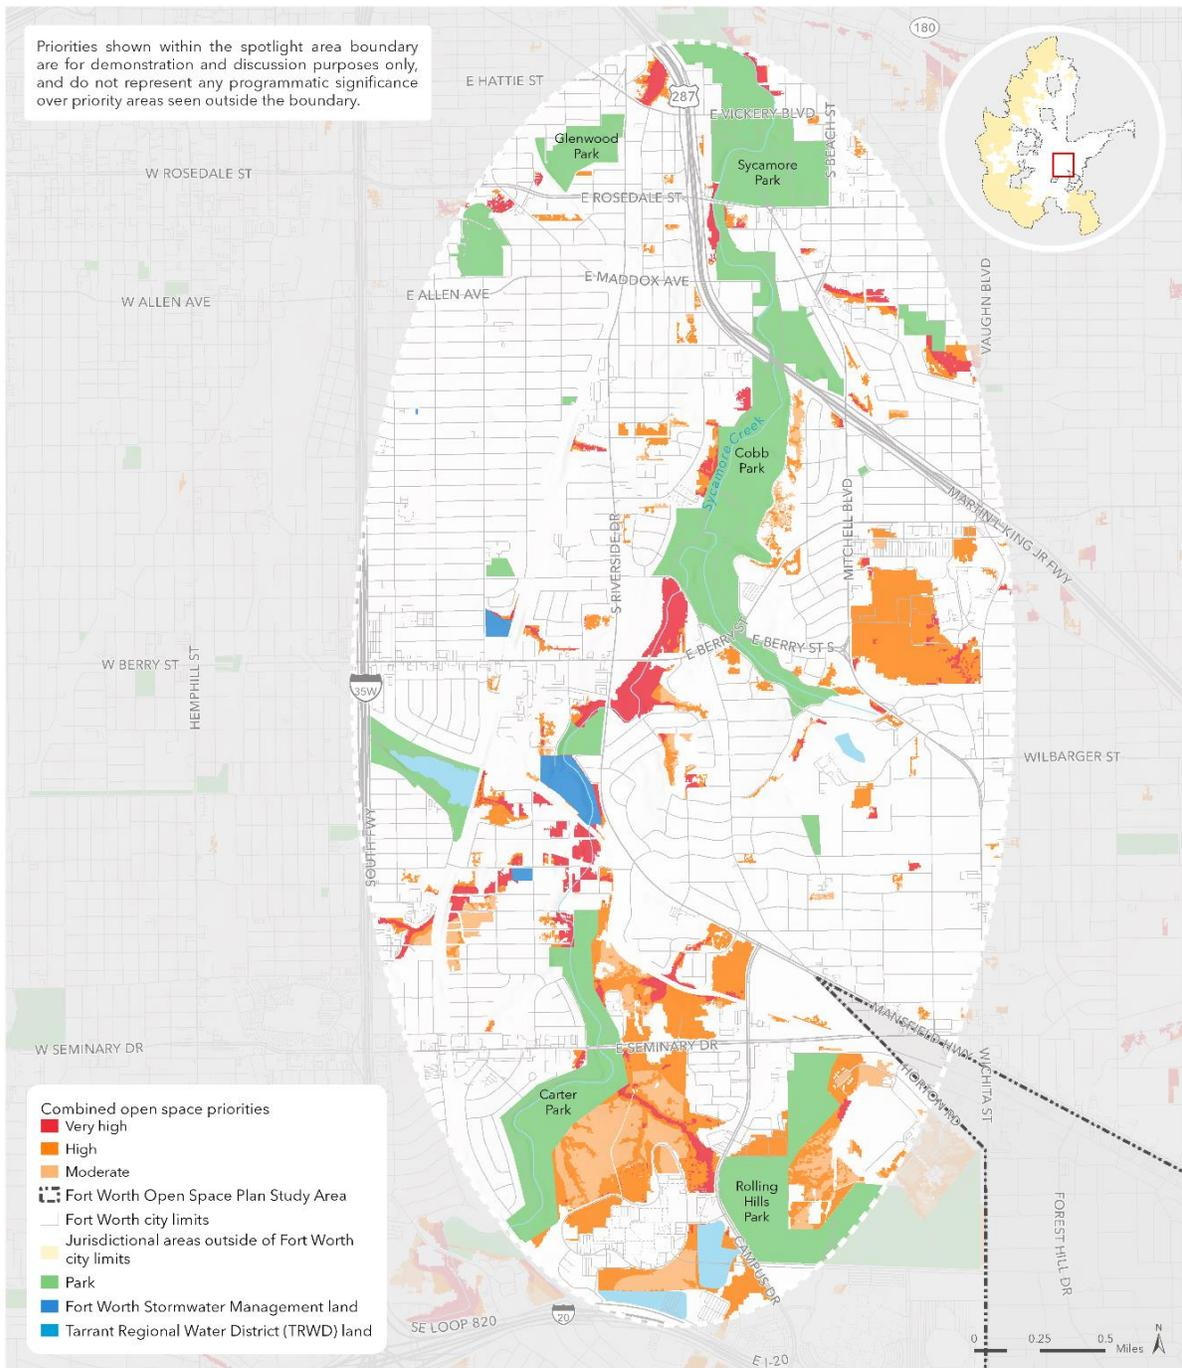 Priorities shown within the spotlight area boundary
are for demonstration and discussion purposes only,
and do not represent any programmatic significance
over priority areas seen outside the boundary.
180
E HATTIE ST
287
E VICKERY BLVD
S BEACH ST
Glenwood
Park
Sycamore
Park
W ROSEDALE ST
E ROSEDALE ST
E MADDOX AVE
E ALLEN AVE
W ALLEN AVE
VAUGHN BLVD
Sycamore Creek
Cobb
Park
MITCHELL BLVD
MARTIN L KING JR FWY
S RIVERSIDE DR
E BERRY ST
E BERRY ST S
W BERRY ST
HEMPHILL ST
35W
WILBARGER ST
SOUTH FWY
MANSFIELD HWY
W SEMINARY DR
E SEMINARY DR
HORTON RD
WICHITA ST
Carter
Park
Rolling
Hills
Park
CAMPUS DR
FOREST HILL DR
Combined open space priorities
Very high
High
Moderate
Fort Worth Open Space Plan Study Area
Fort Worth city limits
Jurisdictional areas outside of Fort Worth
city limits
Park
Fort Worth Stormwater Management land
Tarrant Regional Water District (TRWD) land
SE LOOP 820
20
E I-20
0 0.25 0.5
Miles
N